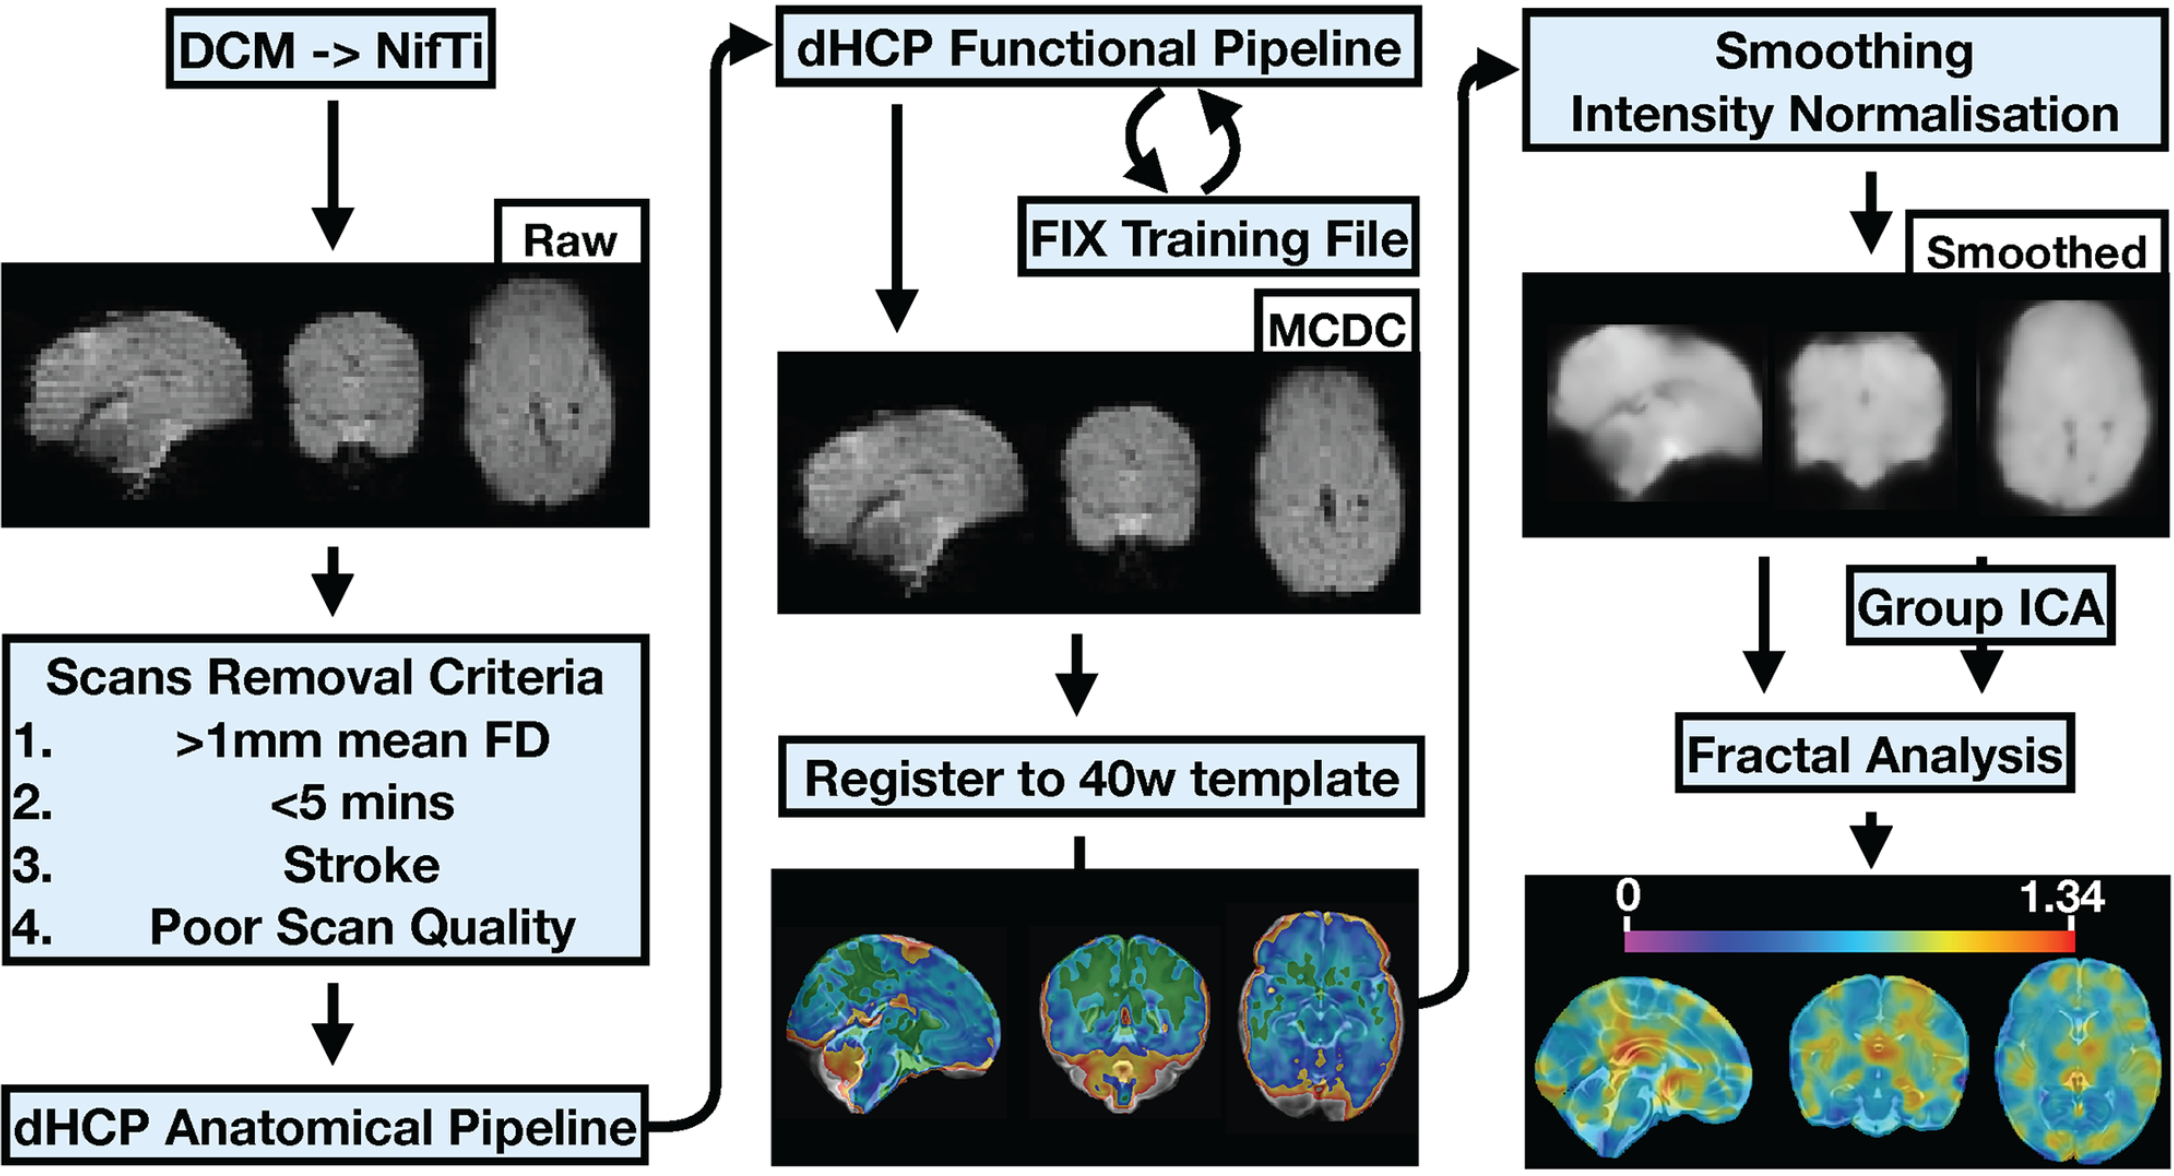 DCM -> NifTi
Raw
Scans Removal Criteria
1. >1mm mean FD
2. <5 mins
3. Stroke
4. Poor Scan Quality
dHCP Anatomical Pipeline
dHCP Functional Pipeline
FIX Training File
MCDC
Register to 40w template
Smoothing
Intensity Normalisation
Smoothed
Group ICA
Fractal Analysis
0 1.34